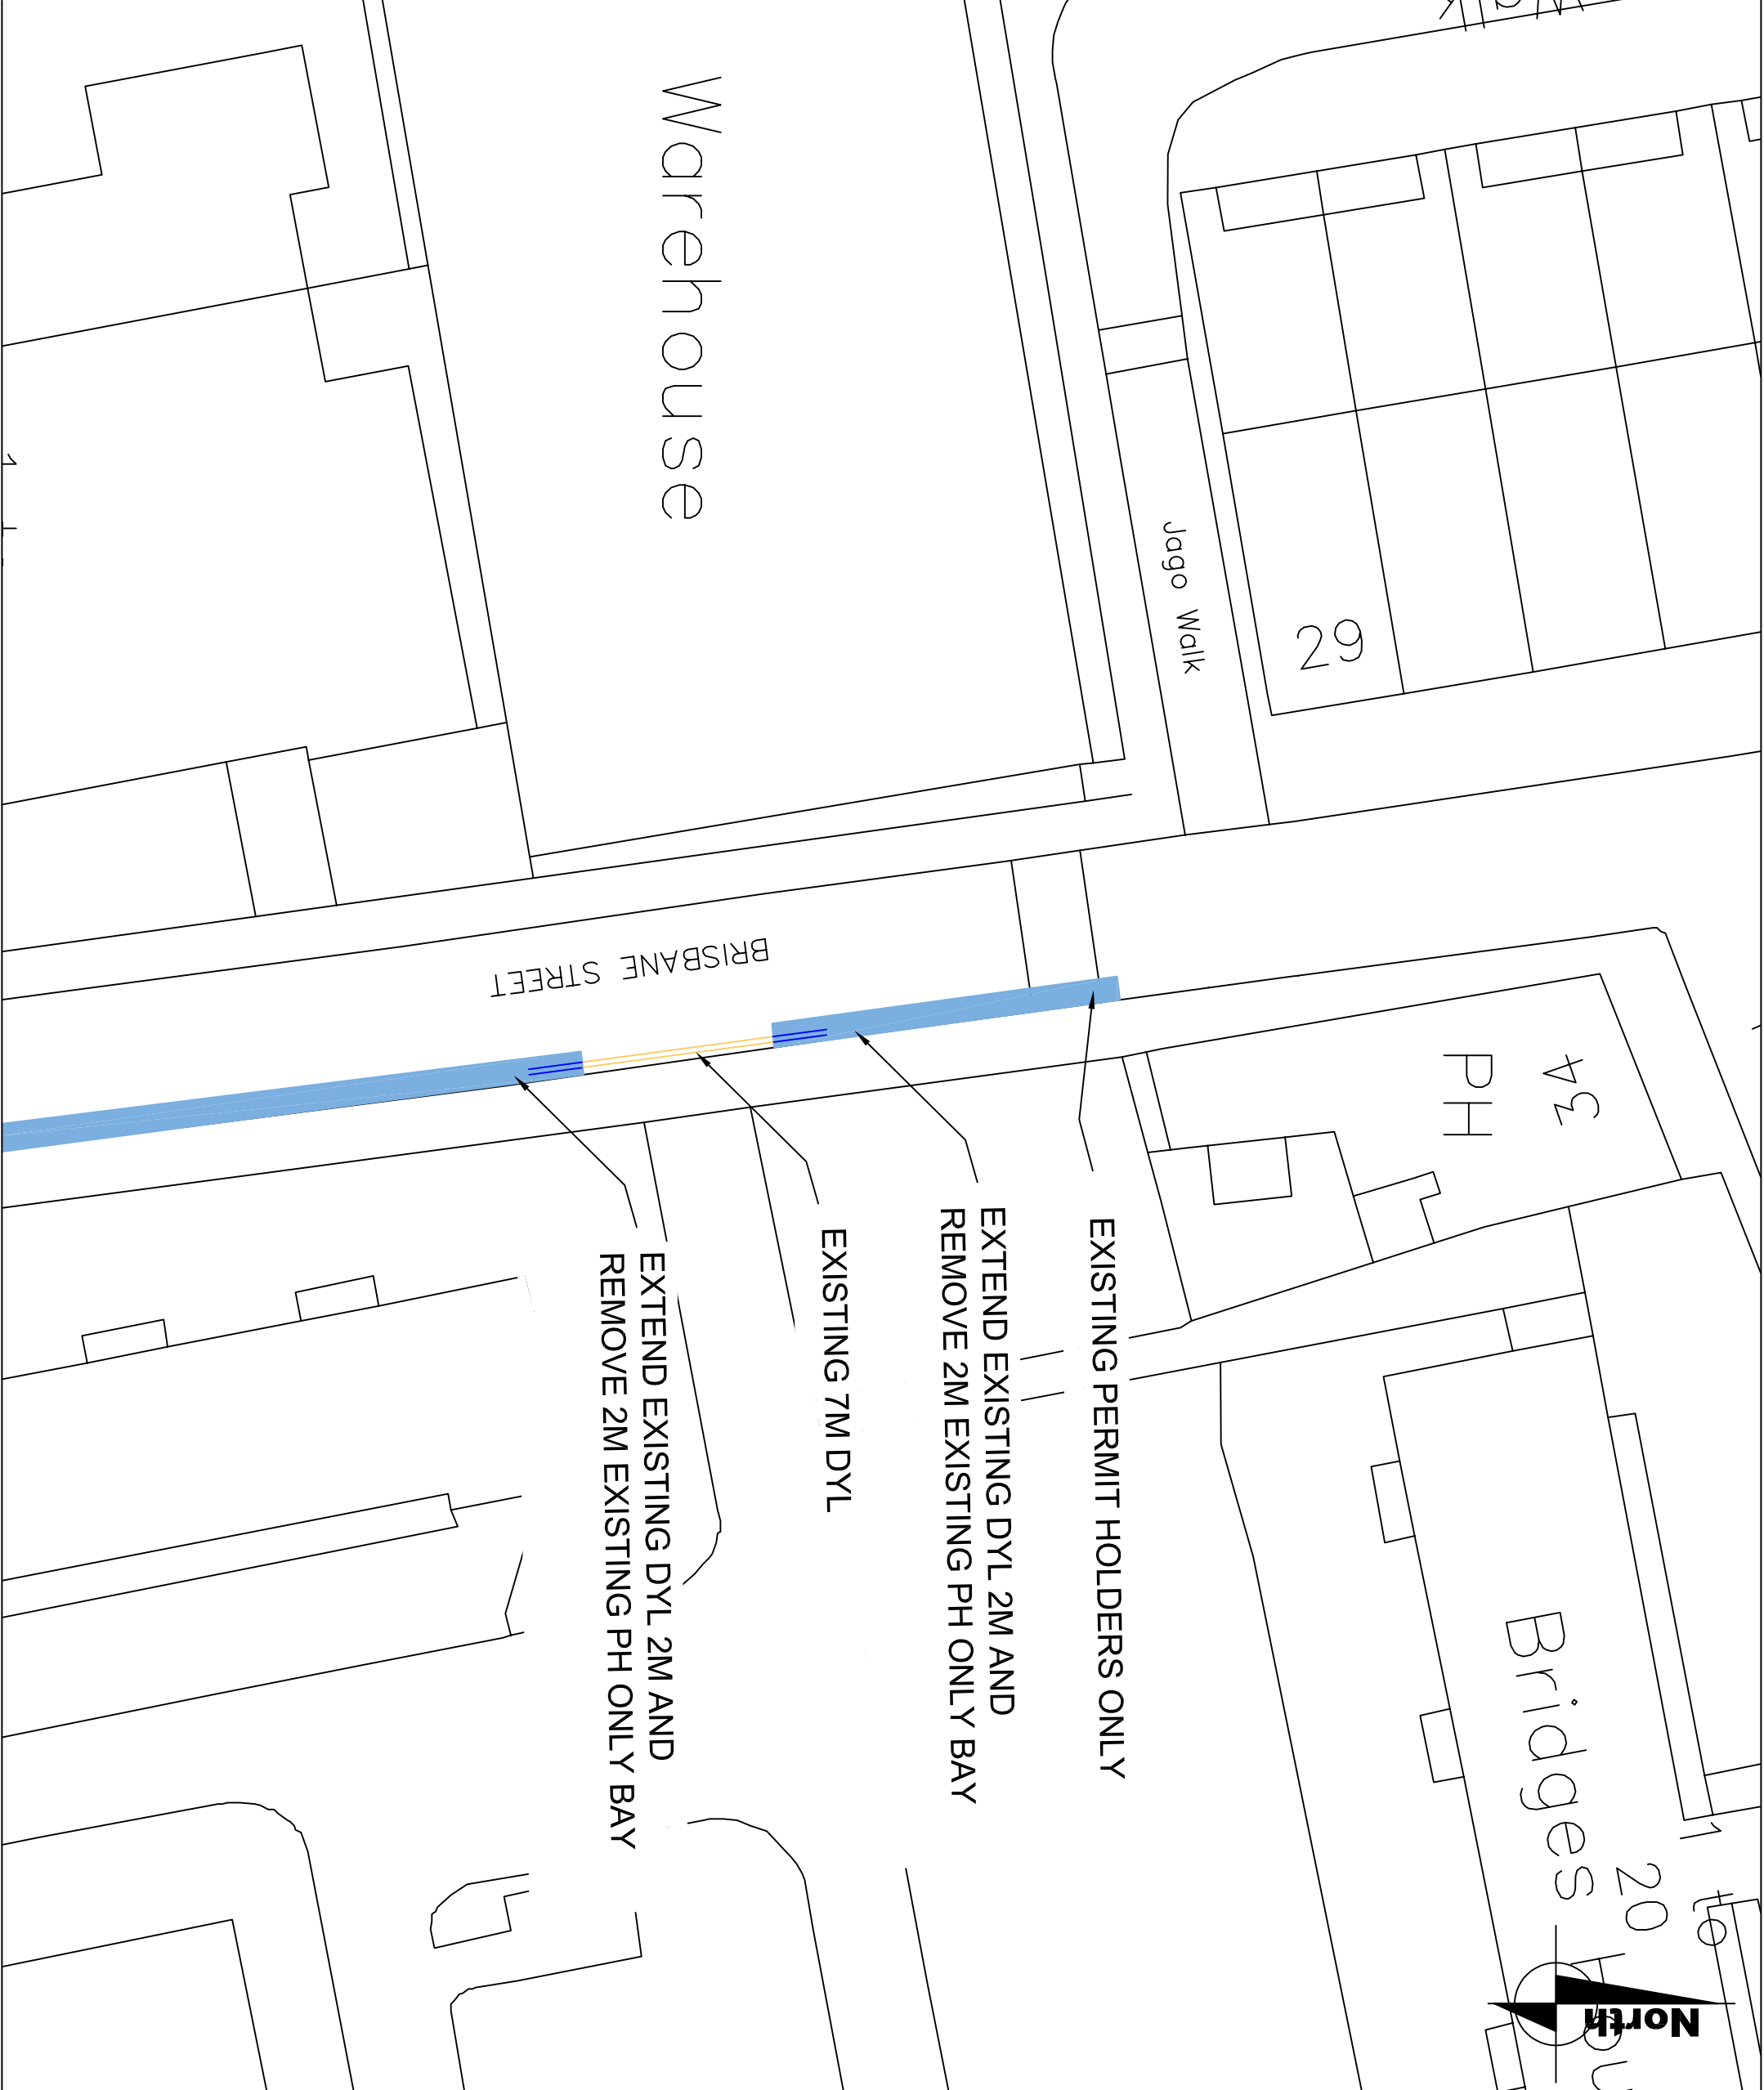 Walk
Warehouse
Jago Walk
29
BRISBANE STREET
PH
34
EXISTING PERMIT HOLDERS ONLY
EXTEND EXISTING DYL 2M AND
REMOVE 2M EXISTING PH ONLY BAY
EXISTING 7M DYL
EXTEND EXISTING DYL 2M AND
REMOVE 2M EXISTING PH ONLY BAY
1 to
20
Bridges
North